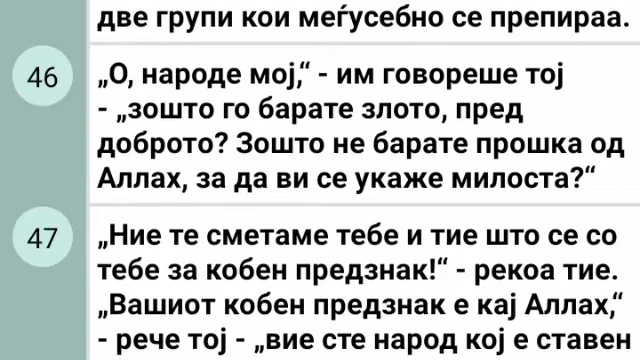 две групи кои меѓусебно се препираа.
46
„О, народе мој,“ - им говореше тој
- „зошто го барате злото, пред
доброто? Зошто не барате прошка од
Аллах, за да ви се укаже милоста?“
47
„Ние те сметаме тебе и тие што се со
тебе за кобен предзнак!“ - рекоа тие.
„Вашиот кобен предзнак е кај Аллах,“
- рече тој - „вие сте народ кој е ставен